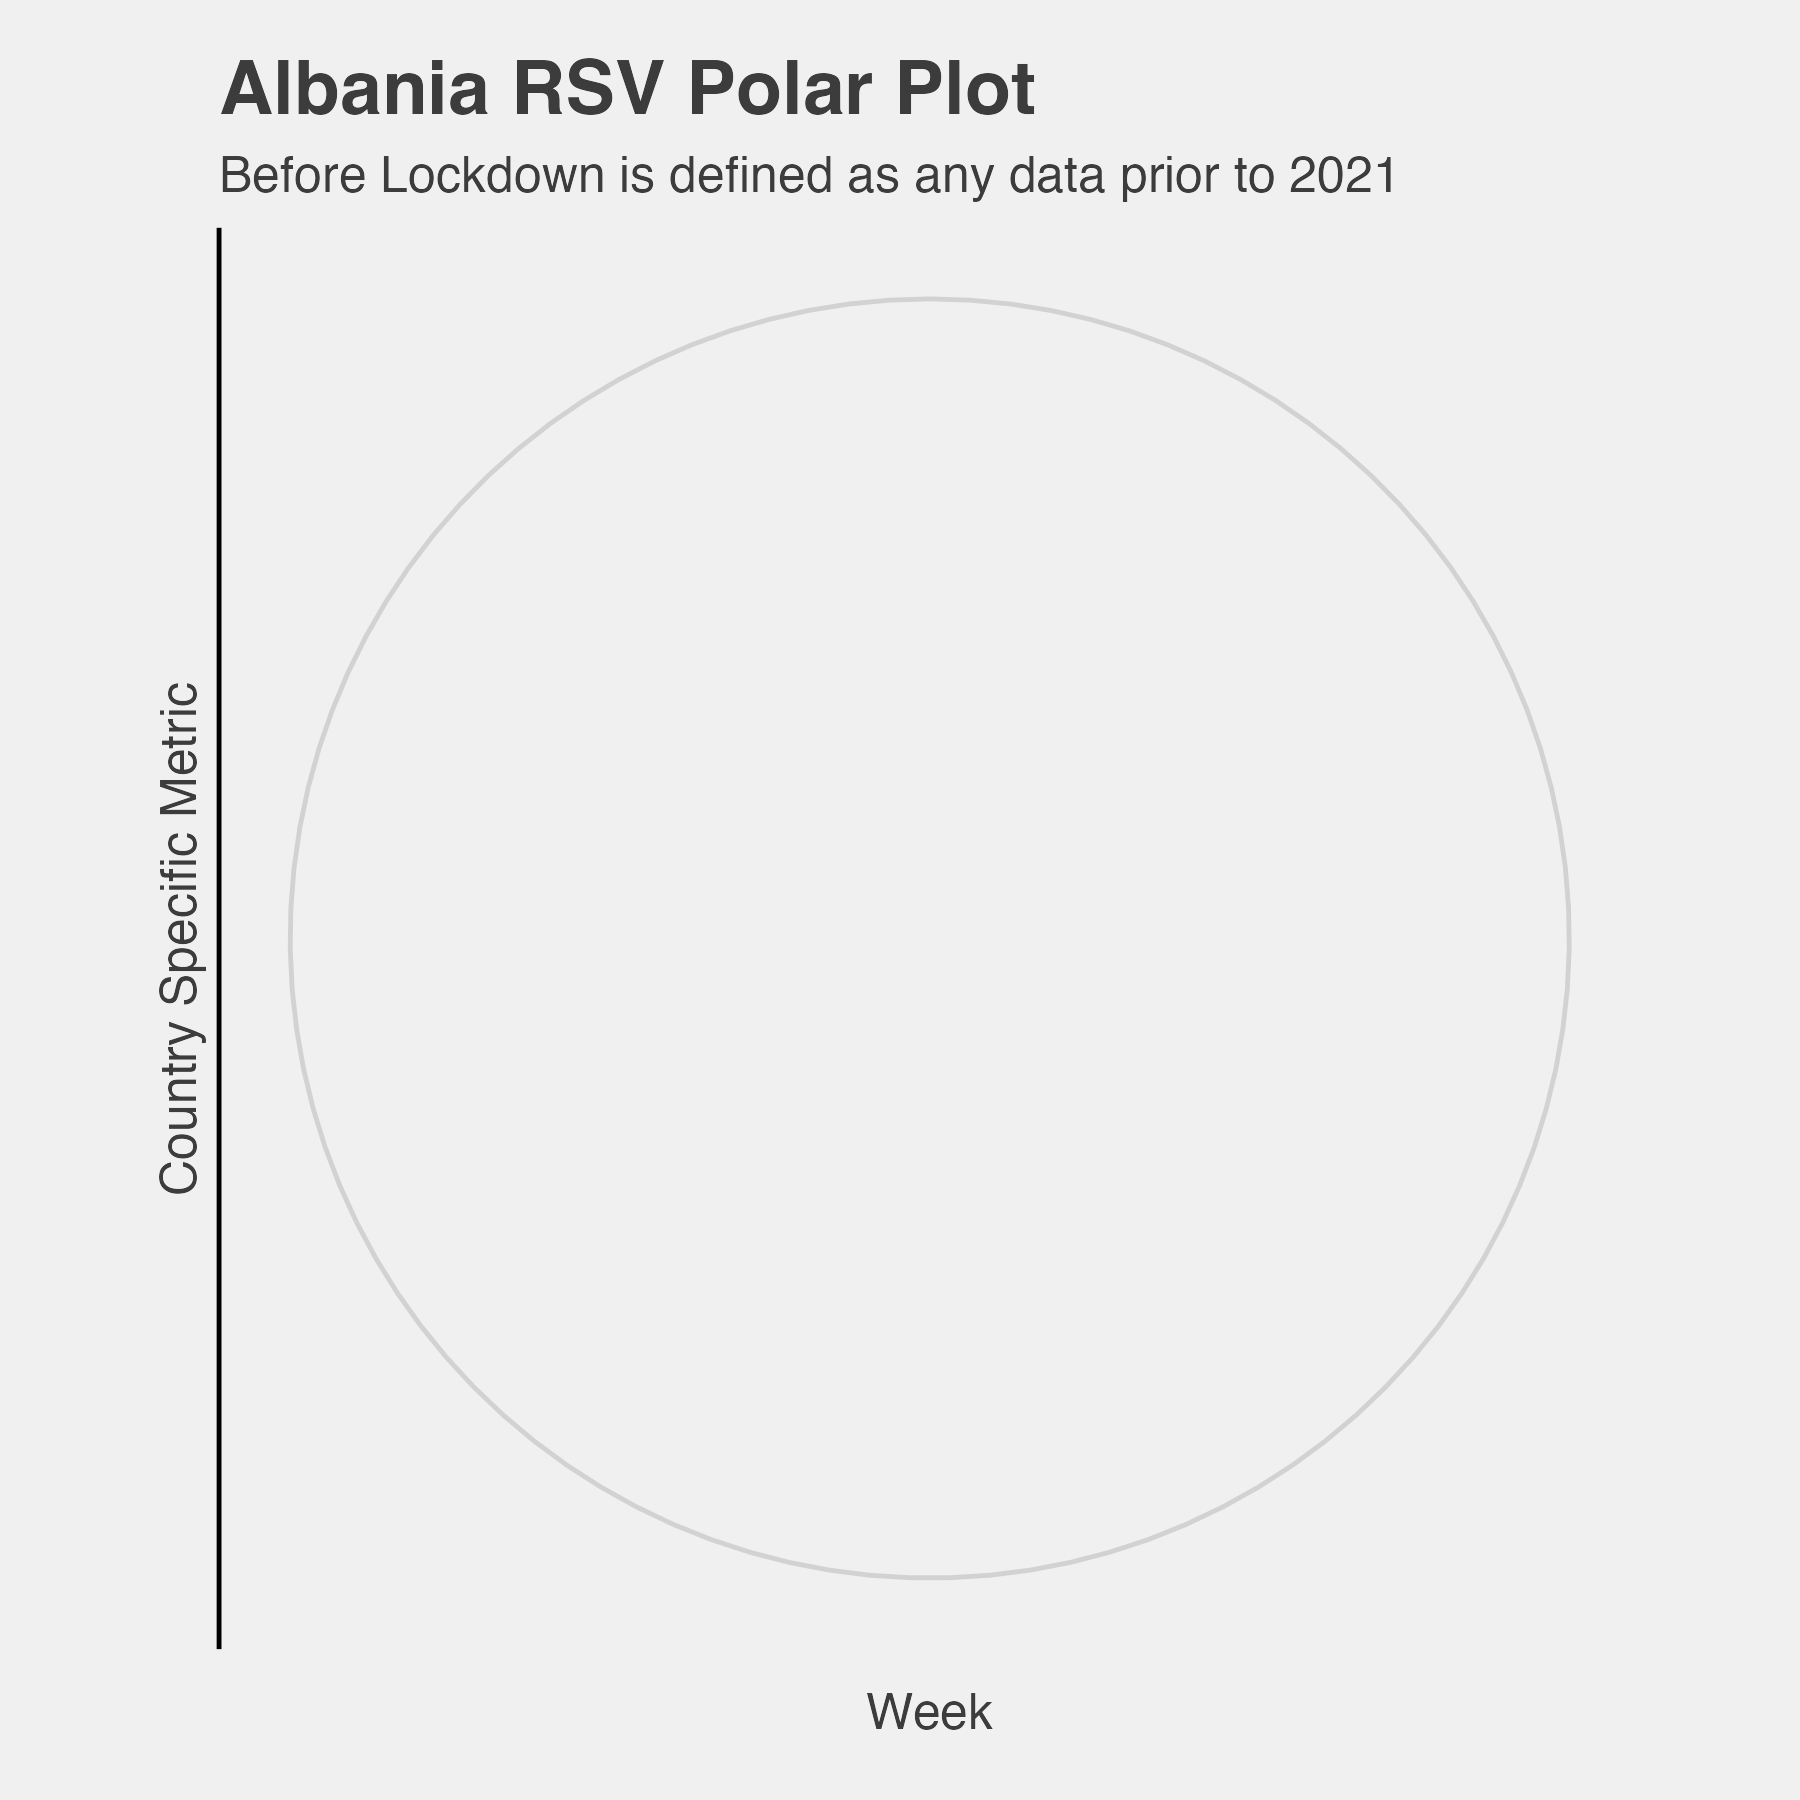 Albania RSV Polar Plot
Before Lockdown is defined as any data prior to 2021
Country Specific Metric
Week